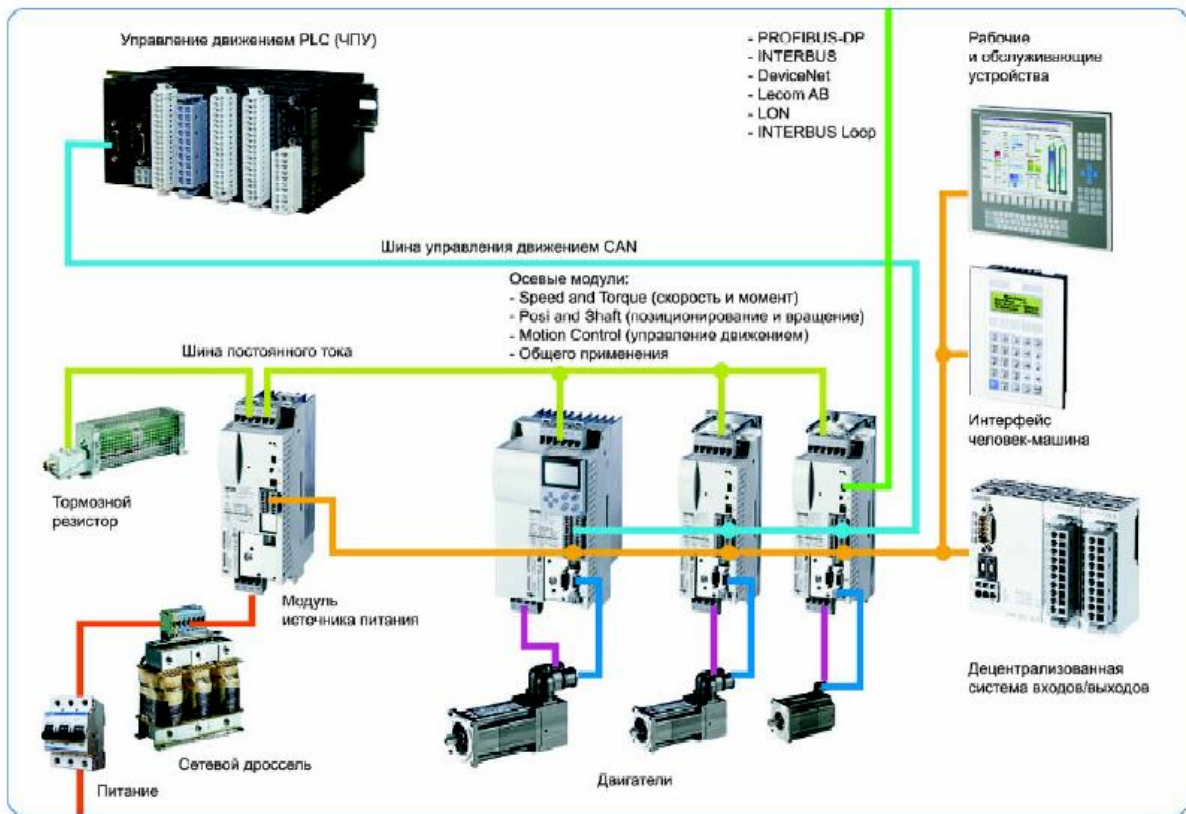 Управление движением PLC (ЧПУ)
- PROFIBUS-DP
- INTERBUS
- DeviceNet
- Lecom AB
- LON
- INTERBUS Loop
Рабочие
и обслуживающие
устройства
Шина управления движением CAN
Осевые модули:
- Speed and Torque (скорость и момент)
- Posi and Shaft (позиционирование и вращение)
- Motion Control (управление движением)
- Общего применения
Шина постоянного тока
Интерфейс
человек-машина
Тормозной
резистор
Модуль
источника питания
Децентрализованная
система входов/выходов
Сетевой дроссель
Двигатели
Питание